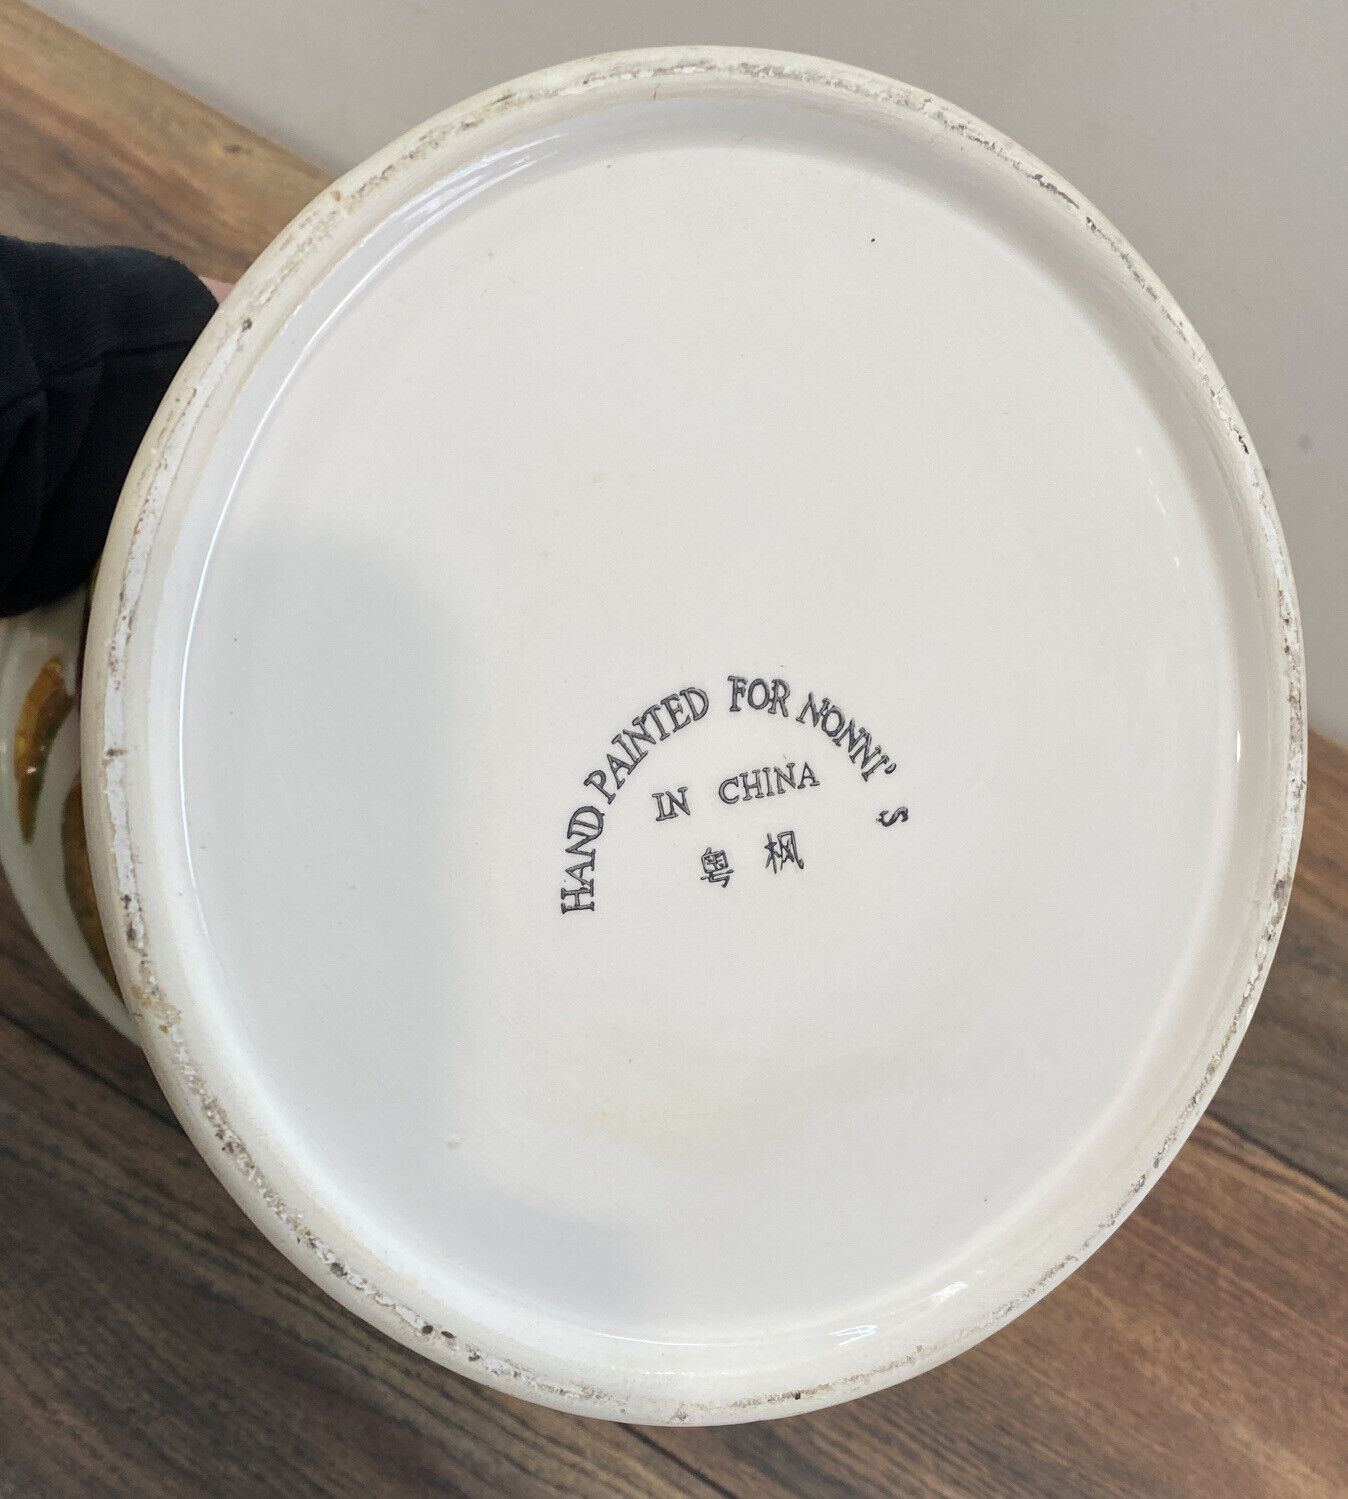 HAND PAINTED FOR NONNI'S
IN CHINA
粤枫